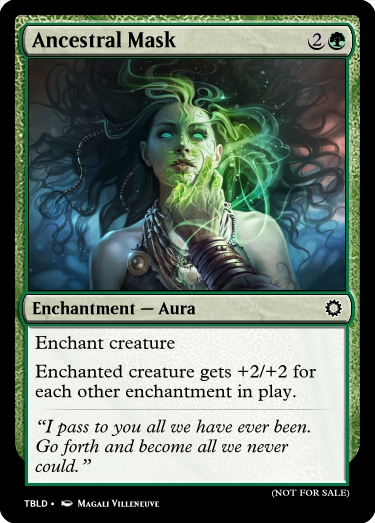 Ancestral Mask 2
Enchantment — Aura
Enchant creature
Enchanted creature gets +2/+2 for
each other enchantment in play.
“I pass to you all we have ever been.
Go forth and become all we never
could.”
(NOT FOR SALE)
TBLD • Magali Villeneuve